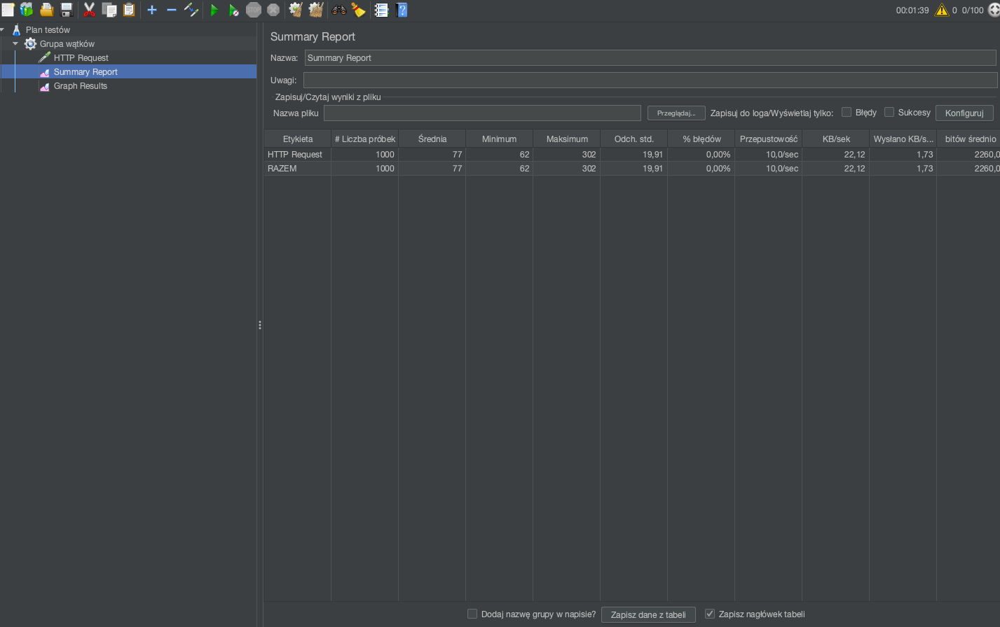 00:01:39 0 0/100
Plan testów
Grupa wątków
HTTP Request
Summary Report
Graph Results
Summary Report
Nazwa: Summary Report
Uwagi:
Zapisuj/Czytaj wyniki z pliku
Nazwa pliku Przeglądaj... Zapisuj do loga/Wyświetlaj tylko: Błędy Sukcesy Konfiguruj
Etykieta # Liczba próbek Średnia Minimum Maksimum Odch. std. % błędów Przepustowość KB/sek Wysłano KB/s... bitów średnio
HTTP Request 1000 77 62 302 19,91 0,00% 10,0/sec 22,12 1,73 2260,0
RAZEM 1000 77 62 302 19,91 0,00% 10,0/sec 22,12 1,73 2260,0
Dodaj nazwę grupy w napisie? Zapisz dane z tabeli Zapisz nagłówek tabeli